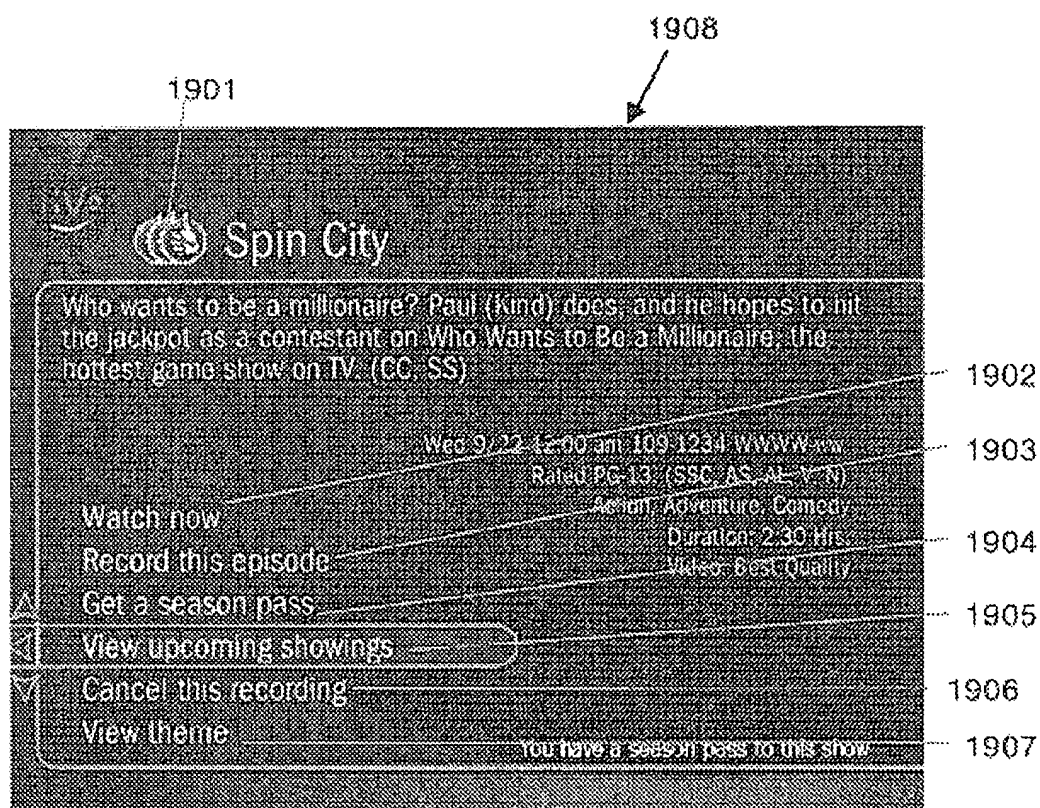 1908
1901
Spin City
Who wants to be a millionaire? Paul (Kind) does, and he hopes to hit
the jackpot as a contestant on Who Wants to Be a Millionaire, the
hottest game show on TV. (CC, SS)
1902
Wed 9/22 12:00 am 109 1234 WWWW
1903
Rated PG-13, (SSC, AS, AL, V, N)
Action, Adventure, Comedy
Watch now
Duration: 2:30 Hrs.
1904
Record this episode
Video: Best Quality
Get a season pass
1905
View upcoming showings
Cancel this recording
1906
View theme
You have a season pass to this show
1907